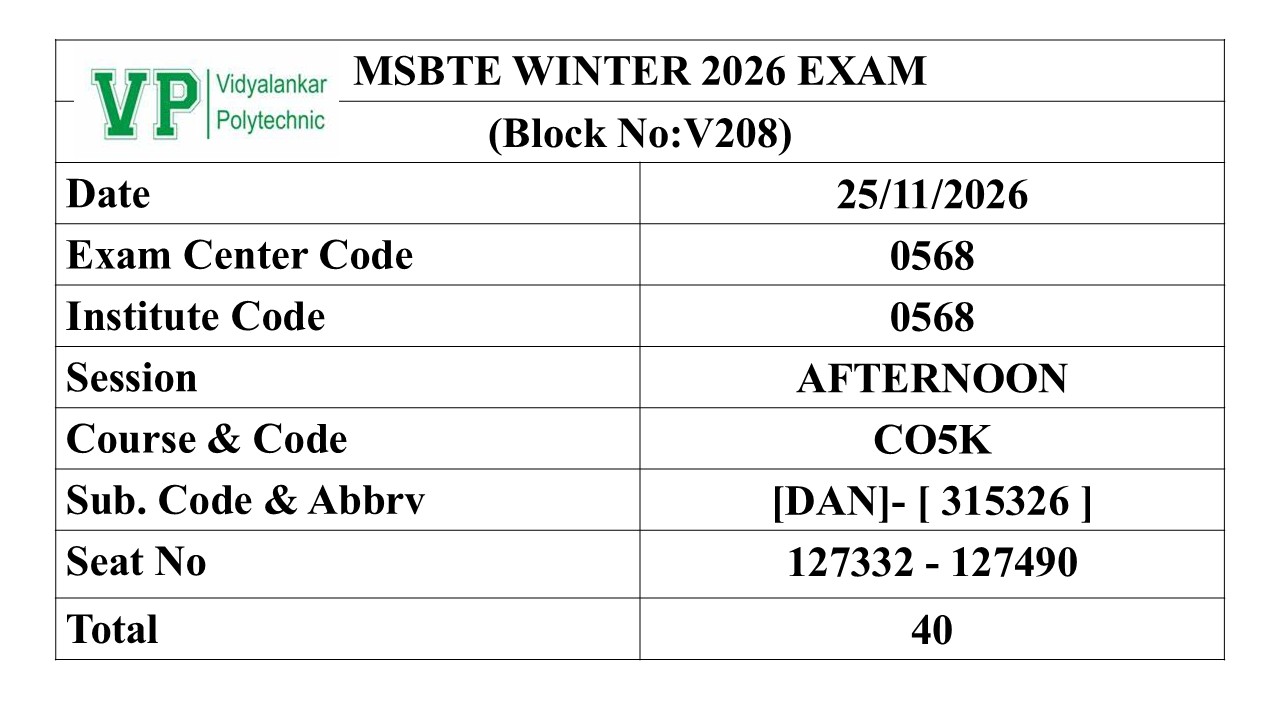 MSBTE WINTER 2026 EXAM
Vidyalankar
Polytechnic
VP
(Block No:V208)
Date 25/11/2026
Exam Center Code 0568
Institute Code 0568
Session AFTERNOON
Course & Code CO5K
Sub. Code & Abbrv [DAN]- [ 315326 ]
Seat No 127332 - 127490
Total 40